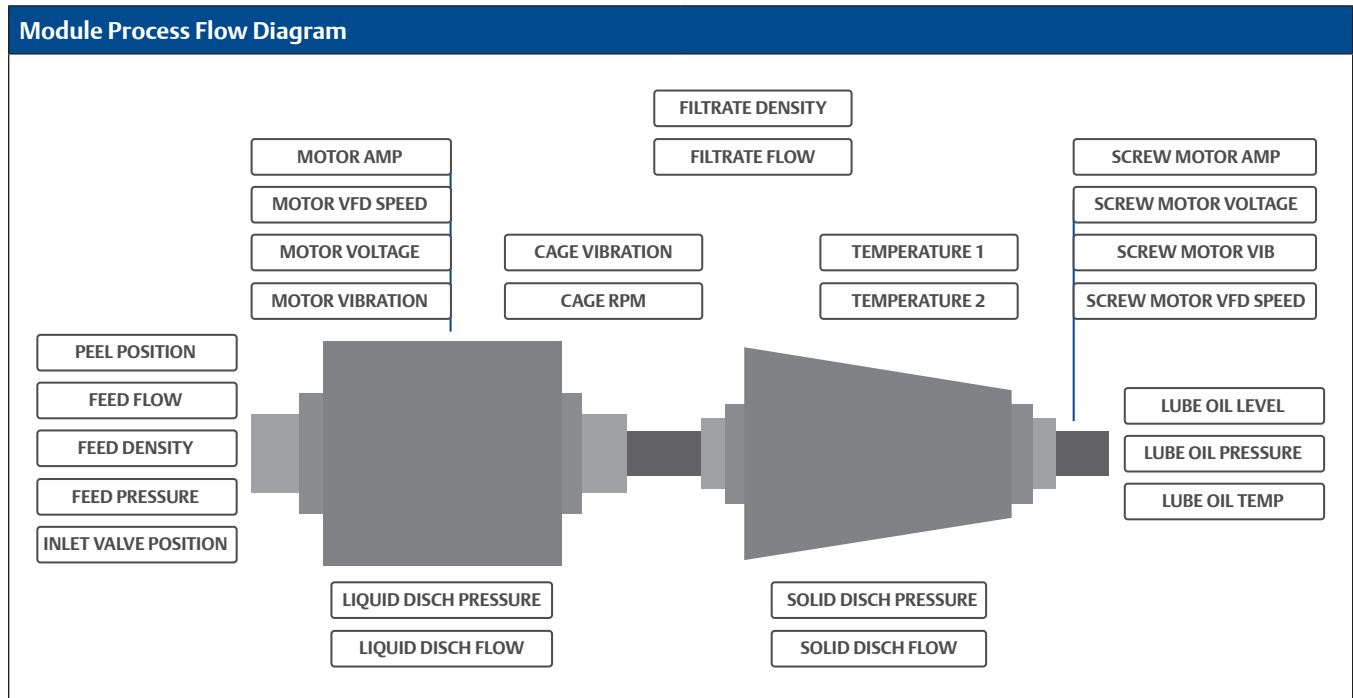 Module Process Flow Diagram
FILTRATE DENSITY
FILTRATE FLOW
MOTOR AMP
MOTOR VFD SPEED
MOTOR VOLTAGE
MOTOR VIBRATION
CAGE VIBRATION
CAGE RPM
TEMPERATURE 1
TEMPERATURE 2
SCREW MOTOR AMP
SCREW MOTOR VOLTAGE
SCREW MOTOR VIB
SCREW MOTOR VFD SPEED
PEEL POSITION
FEED FLOW
FEED DENSITY
FEED PRESSURE
INLET VALVE POSITION
LUBE OIL LEVEL
LUBE OIL PRESSURE
LUBE OIL TEMP
LIQUID DISCH PRESSURE
LIQUID DISCH FLOW
SOLID DISCH PRESSURE
SOLID DISCH FLOW